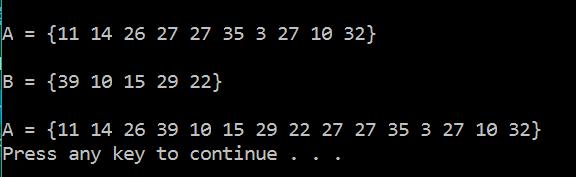 A = {11 14 26 27 27 35 3 27 10 32}
B = {39 10 15 29 22}
A = {11 14 26 39 10 15 29 22 27 27 35 3 27 10 32}
Press any key to continue . . .